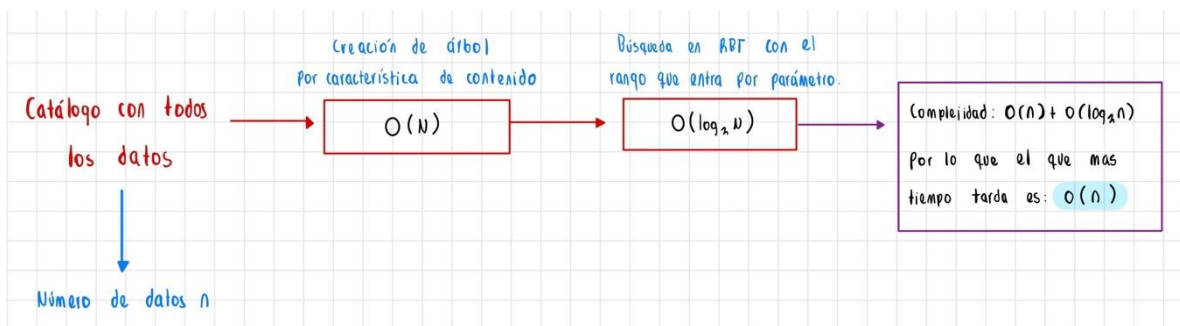 Creación de árbol
por característica de contenido
Búsqueda en RBT con el
rango que entra por parámetro.
Catálogo con todos
los datos
O(N)
O(log₂ N)
Complejidad: O(n) + O(log₂n)
por lo que el que mas
tiempo tarda es: O(n)
Número de datos n